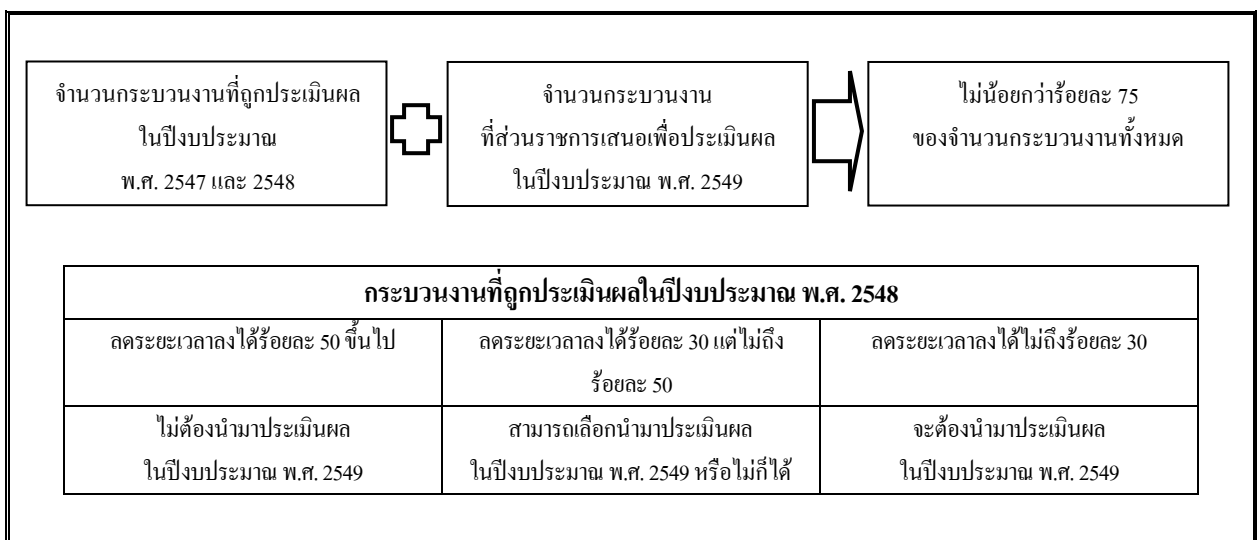 จำนวนกระบวนงานที่ถูกประเมินผล
ในปีงบประมาณ
พ.ศ. 2547 และ 2548
จำนวนกระบวนงาน
ที่ส่วนราชการเสนอเพื่อประเมินผล
ในปีงบประมาณ พ.ศ. 2549
ไม่น้อยกว่าร้อยละ 75
ของจำนวนกระบวนงานทั้งหมด
กระบวนงานที่ถูกประเมินผลในปีงบประมาณ พ.ศ. 2548
ลดระยะเวลาลงได้ร้อยละ 50 ขึ้นไป
ลดระยะเวลาลงได้ร้อยละ 30 แต่ไม่ถึง
ร้อยละ 50
ลดระยะเวลาลงได้ไม่ถึงร้อยละ 30
ไม่ต้องนำมาประเมินผล
ในปีงบประมาณ พ.ศ. 2549
สามารถเลือกนำมาประเมินผล
ในปีงบประมาณ พ.ศ. 2549 หรือไม่ก็ได้
จะต้องนำมาประเมินผล
ในปีงบประมาณ พ.ศ. 2549